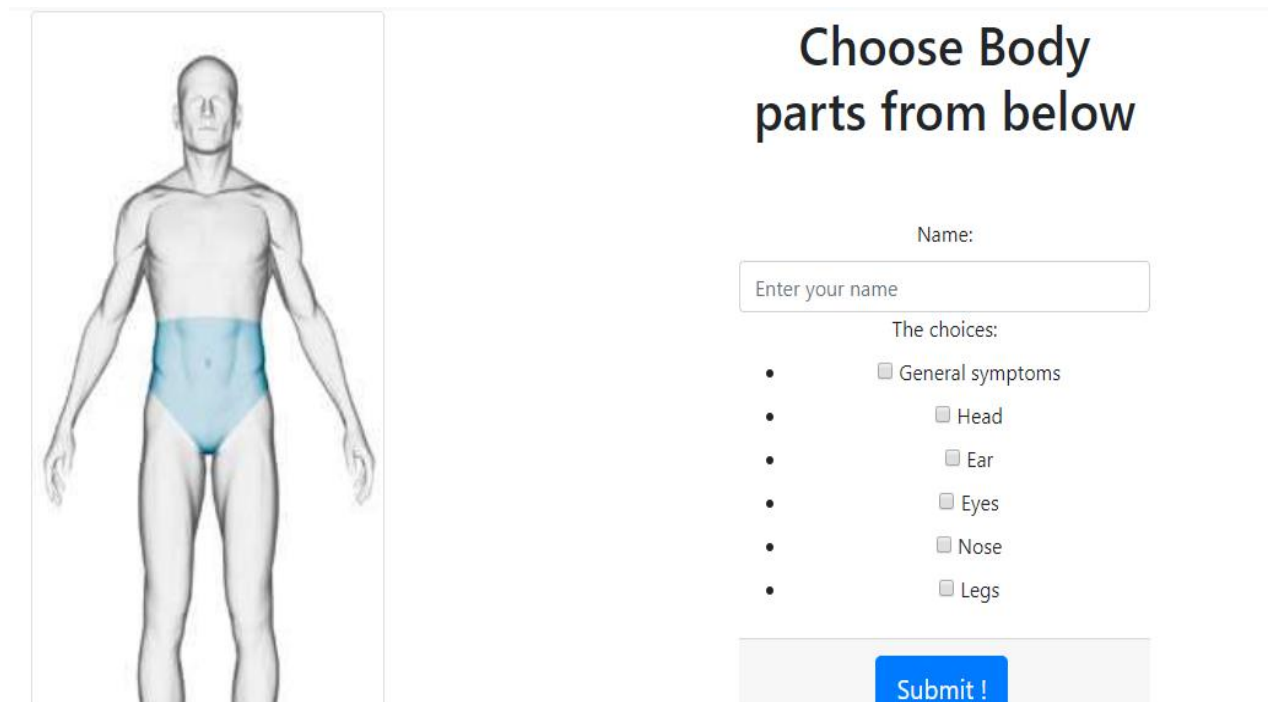 Choose Body
parts from below
Name:
Enter your name
The choices:
General symptoms
Head
Ear
Eyes
Nose
Legs
Submit !